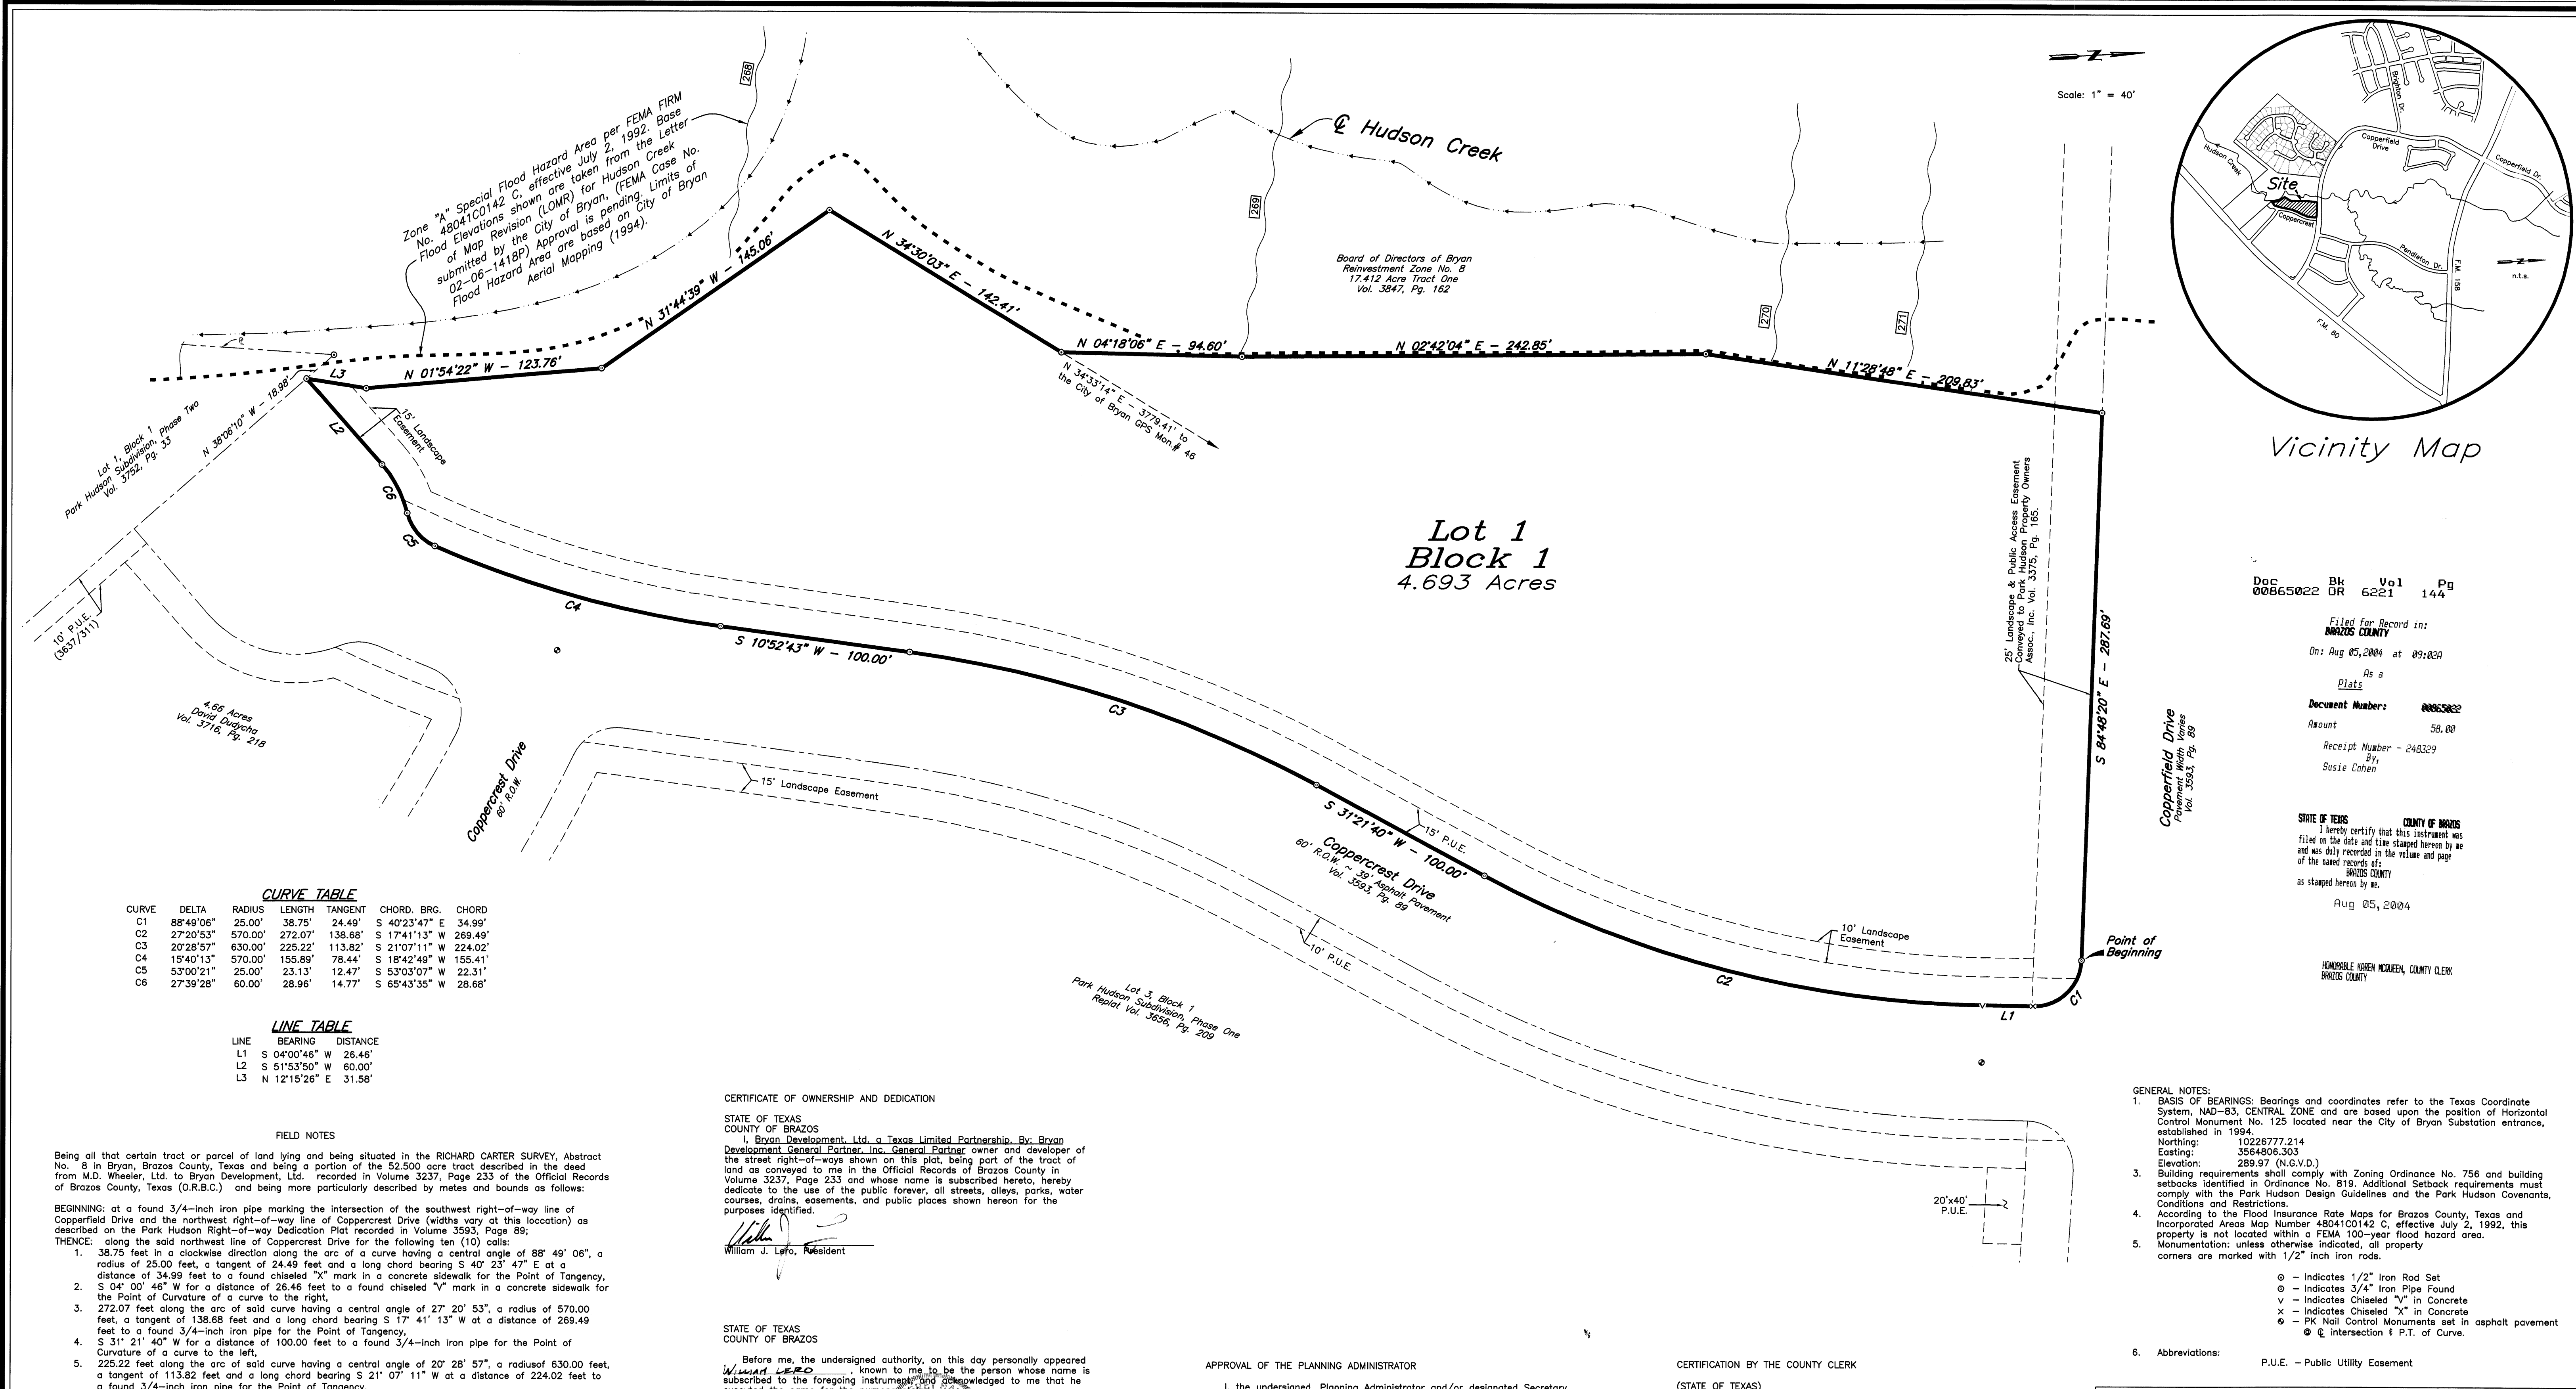 Zone "A" Special Flood Hazard Area per FEMA FIRM
No. 48041C0142 C, effective July 2, 1992. Base
Flood Elevations shown are taken from the Letter
of Map Revision (LOMR) for Hudson Creek
submitted by the City of Bryan, (FEMA Case No.
02-06-1418P) Approval is pending. Limits of
Flood Hazard Area are based on City of Bryan
Aerial Mapping (1994).
268
269
270
271
℄ Hudson Creek
Z
Scale: 1" = 40'
Board of Directors of Bryan
Reinvestment Zone No. 8
17.412 Acre Tract One
Vol. 3847, Pg. 162
Brighton Dr.
Copperfield
Drive
Copperfield Dr.
Hudson
Creek
Site
Coppercrest
Pendleton Dr.
F.M. 158
F.M. 60
Z
n.t.s.
Vicinity Map
N 31°44'39" W - 145.06'
N 34°30'03" E - 142.41'
N 04°18'06" E - 94.60'
N 02°42'04" E - 242.85'
N 11°28'48" E - 209.83'
N 01°54'22" W - 123.76'
L3
L2
℄
N 38°06'10" W - 18.98'
Lot 1, Block 1
Park Hudson Subdivision, Phase Two
Vol. 3752, Pg. 33
15' Landscape
Easement
N 34°33'14" E - 3779.41' to
the City of Bryan GPS Mon.# 46
C6
C5
C4
Lot 1
Block 1
4.693 Acres
25' Landscape & Public Access Easement
Conveyed to Park Hudson Property Owners
Assoc., Inc. Vol. 3375, Pg. 165.
S 84°48'20" E - 287.69'
Copperfield Drive
Pavement Width Varies
Vol. 3593, Pg. 89
10' P.U.E.
(3637/311)
4.66 Acres
David Dudycha
Vol. 3716, Pg. 218
S 10°52'43" W - 100.00'
C3
Coppercrest Drive
60' R.O.W.
15' Landscape Easement
S 31°21'40" W - 100.00'
15' P.U.E.
Coppercrest Drive
60' R.O.W. ~ 39' Asphalt Pavement
Vol. 3593, Pg. 89
10' P.U.E.
10' Landscape
Easement
C2
L1
C1
Point of
Beginning
Lot 3, Block 1
Park Hudson Subdivision, Phase One
Replat Vol. 3656, Pg. 209
20'x40'
P.U.E.
Doc Bk Vol Pg
00865022 OR 6221 144
Filed for Record in:
BRAZOS COUNTY
On: Aug 05,2004 at 09:02A
As a
Plats
Document Number: 00865022
Amount 58.00
Receipt Number - 248329
By,
Susie Cohen
STATE OF TEXAS COUNTY OF BRAZOS
I hereby certify that this instrument was
filed on the date and time stamped hereon by me
and was duly recorded in the volume and page
of the named records of:
BRAZOS COUNTY
as stamped hereon by me.
Aug 05,2004
HONORABLE KAREN MCQUEEN, COUNTY CLERK
BRAZOS COUNTY
CURVE TABLE
CURVE DELTA RADIUS LENGTH TANGENT CHORD. BRG. CHORD
C1 88°49'06" 25.00' 38.75' 24.49' S 40°23'47" E 34.99'
C2 27°20'53" 570.00' 272.07' 138.68' S 17°41'13" W 269.49'
C3 20°28'57" 630.00' 225.22' 113.82' S 21°07'11" W 224.02'
C4 15°40'13" 570.00' 155.89' 78.44' S 18°42'49" W 155.41'
C5 53°00'21" 25.00' 23.13' 12.47' S 53°03'07" W 22.31'
C6 27°39'28" 60.00' 28.96' 14.77' S 65°43'35" W 28.68'
LINE TABLE
LINE BEARING DISTANCE
L1 S 04°00'46" W 26.46'
L2 S 51°53'50" W 60.00'
L3 N 12°15'26" E 31.58'
FIELD NOTES
Being all that certain tract or parcel of land lying and being situated in the RICHARD CARTER SURVEY, Abstract
No. 8 in Bryan, Brazos County, Texas and being a portion of the 52.500 acre tract described in the deed
from M.D. Wheeler, Ltd. to Bryan Development, Ltd. recorded in Volume 3237, Page 233 of the Official Records
of Brazos County, Texas (O.R.B.C.) and being more particularly described by metes and bounds as follows:
BEGINNING: at a found 3/4-inch iron pipe marking the intersection of the southwest right-of-way line of
Copperfield Drive and the northwest right-of-way line of Coppercrest Drive (widths vary at this loccation) as
described on the Park Hudson Right-of-way Dedication Plat recorded in Volume 3593, Page 89;
THENCE: along the said northwest line of Coppercrest Drive for the following ten (10) calls:
1. 38.75 feet in a clockwise direction along the arc of a curve having a central angle of 88° 49' 06", a
radius of 25.00 feet, a tangent of 24.49 feet and a long chord bearing S 40° 23' 47" E at a
distance of 34.99 feet to a found chiseled "X" mark in a concrete sidewalk for the Point of Tangency,
2. S 04° 00' 46" W for a distance of 26.46 feet to a found chiseled "V" mark in a concrete sidewalk for
the Point of Curvature of a curve to the right,
3. 272.07 feet along the arc of said curve having a central angle of 27° 20' 53", a radius of 570.00
feet, a tangent of 138.68 feet and a long chord bearing S 17° 41' 13" W at a distance of 269.49
feet to a found 3/4-inch iron pipe for the Point of Tangency,
4. S 31° 21' 40" W for a distance of 100.00 feet to a found 3/4-inch iron pipe for the Point of
Curvature of a curve to the left,
5. 225.22 feet along the arc of said curve having a central angle of 20° 28' 57", a radiusof 630.00 feet,
a tangent of 113.82 feet and a long chord bearing S 21° 07' 11" W at a distance of 224.02 feet to
a found 3/4-inch iron pipe for the Point of Tangency,
CERTIFICATE OF OWNERSHIP AND DEDICATION
STATE OF TEXAS
COUNTY OF BRAZOS
I, Bryan Development, Ltd. a Texas Limited Partnership, By: Bryan
Development General Partner, Inc. General Partner owner and developer of
the street right-of-ways shown on this plat, being part of the tract of
land as conveyed to me in the Official Records of Brazos County in
Volume 3237, Page 233 and whose name is subscribed hereto, hereby
dedicate to the use of the public forever, all streets, alleys, parks, water
courses, drains, easements, and public places shown hereon for the
purposes identified.
William J. Lero, President
STATE OF TEXAS
COUNTY OF BRAZOS
Before me, the undersigned authority, on this day personally appeared
WILLIAM LERO, known to me to be the person whose name is
subscribed to the foregoing instrument, and acknowledged to me that he
APPROVAL OF THE PLANNING ADMINISTRATOR
I, the undersigned, Planning Administrator and/or designated Secretary
CERTIFICATION BY THE COUNTY CLERK
(STATE OF TEXAS)
GENERAL NOTES:
1. BASIS OF BEARINGS: Bearings and coordinates refer to the Texas Coordinate
System, NAD-83, CENTRAL ZONE and are based upon the position of Horizontal
Control Monument No. 125 located near the City of Bryan Substation entrance,
established in 1994.
Northing: 10226777.214
Easting: 3564806.303
Elevation: 289.97 (N.G.V.D.)
3. Building requirements shall comply with Zoning Ordinance No. 756 and building
setbacks identified in Ordinance No. 819. Additional Setback requirements must
comply with the Park Hudson Design Guidelines and the Park Hudson Covenants,
Conditions and Restrictions.
4. According to the Flood Insurance Rate Maps for Brazos County, Texas and
Incorporated Areas Map Number 48041C0142 C, effective July 2, 1992, this
property is not located within a FEMA 100-year flood hazard area.
5. Monumentation: unless otherwise indicated, all property
corners are marked with 1/2" inch iron rods.
⊙ - Indicates 1/2" Iron Rod Set
⊙ - Indicates 3/4" Iron Pipe Found
v - Indicates Chiseled "V" in Concrete
x - Indicates Chiseled "X" in Concrete
- PK Nail Control Monuments set in asphalt pavement
@ ℄ intersection & P.T. of Curve.
6. Abbreviations:
P.U.E. - Public Utility Easement